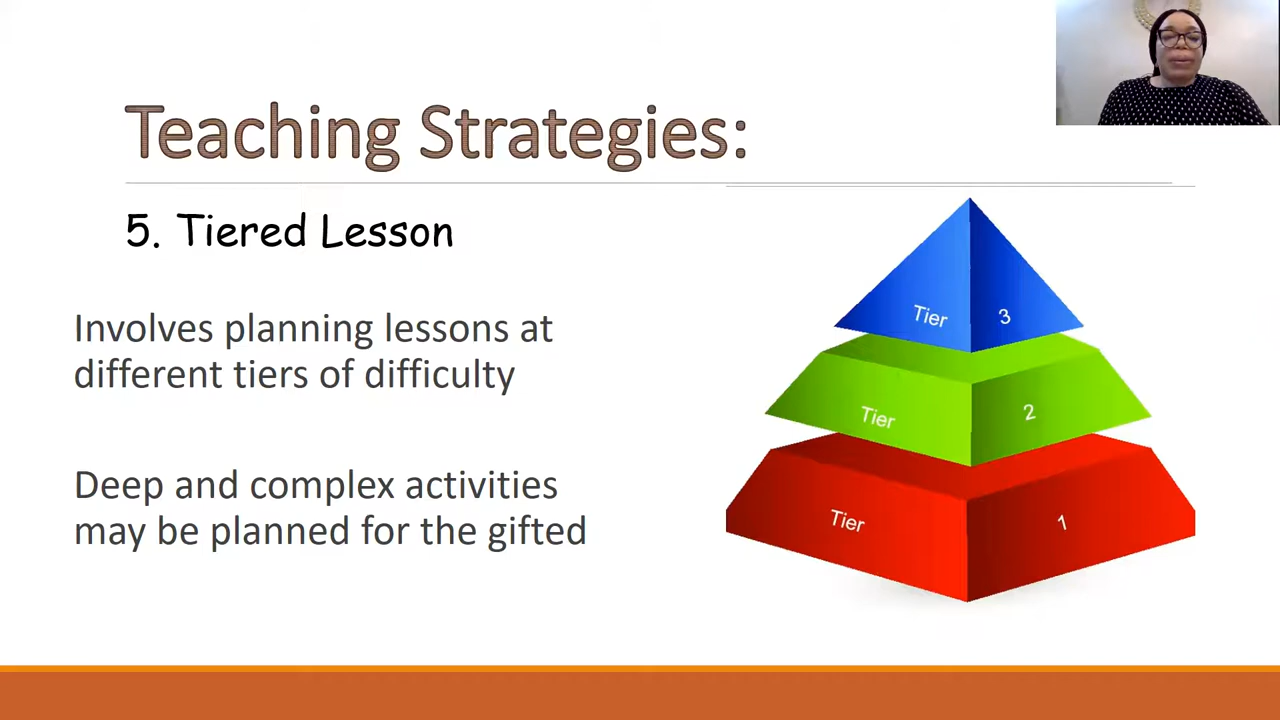 Teaching Strategies:
5. Tiered Lesson
Involves planning lessons at
different tiers of difficulty
Deep and complex activities
may be planned for the gifted
Tier 3
Tier 2
Tier 1